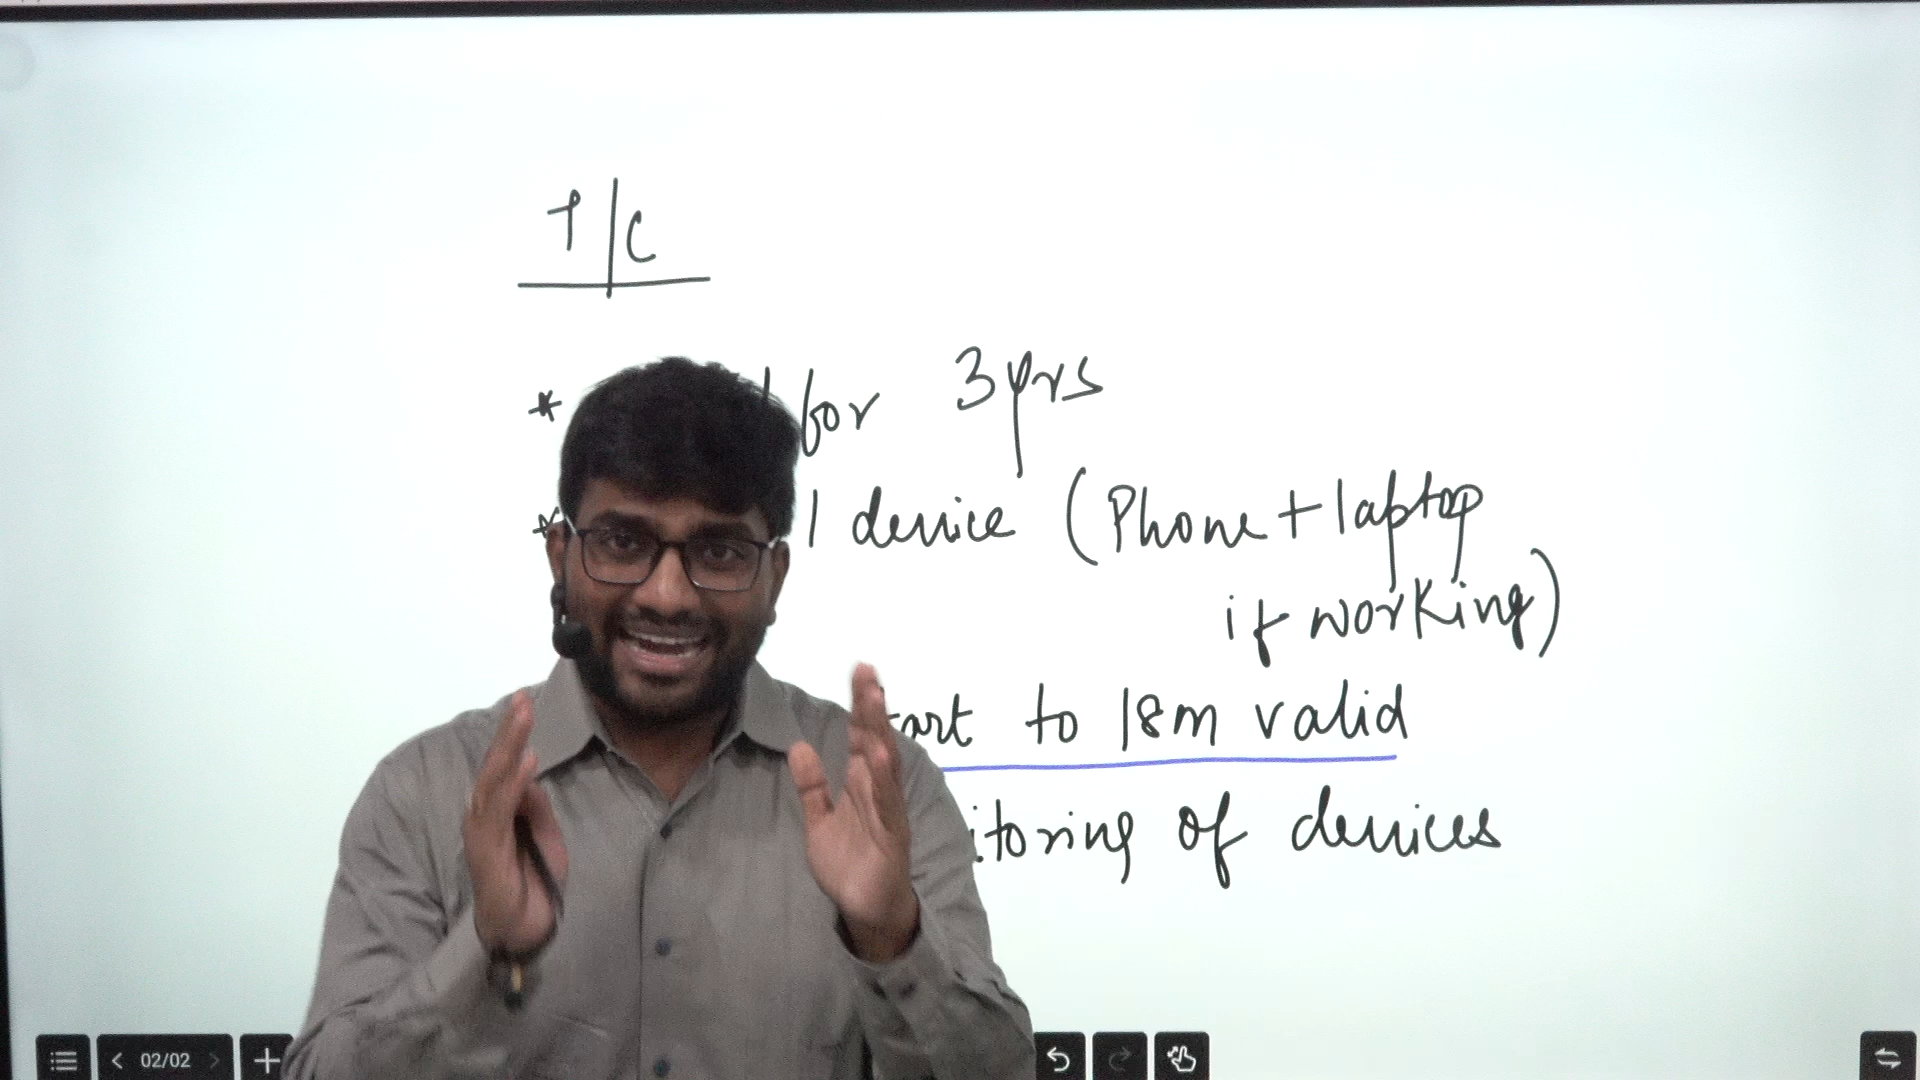 T/C
* for 3yrs
* 1 device (Phone + laptop
if working)
to 18m valid
of devices
02/02